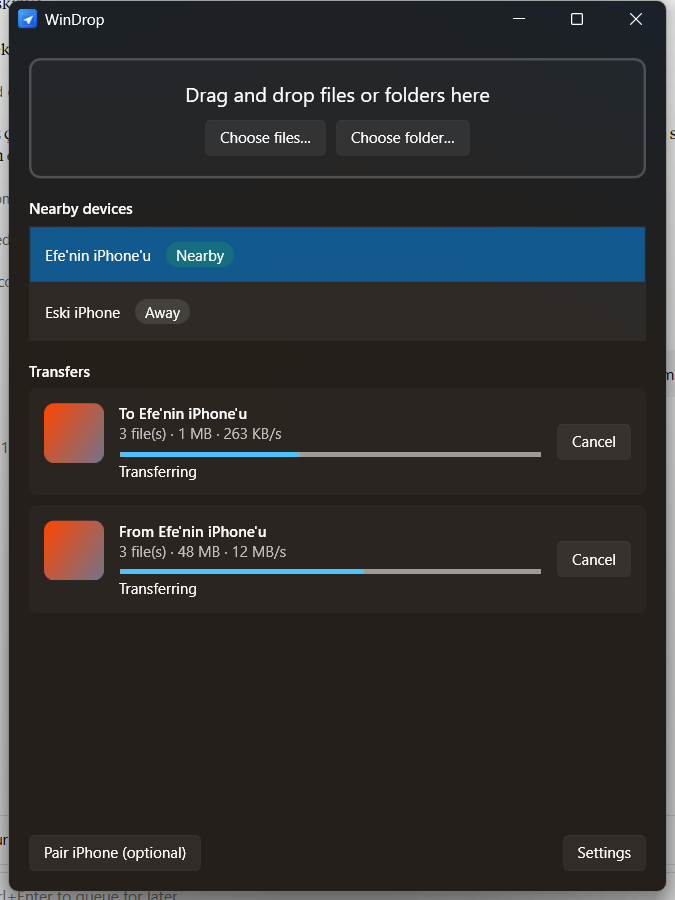 WinDrop
Drag and drop files or folders here
Choose files...
Choose folder...
Nearby devices
Efe'nin iPhone'u
Nearby
Eski iPhone
Away
Transfers
To Efe'nin iPhone'u
3 file(s) · 1 MB · 263 KB/s
Cancel
Transferring
From Efe'nin iPhone'u
3 file(s) · 48 MB · 12 MB/s
Cancel
Transferring
Pair iPhone (optional)
Settings
+Enter to queue for later